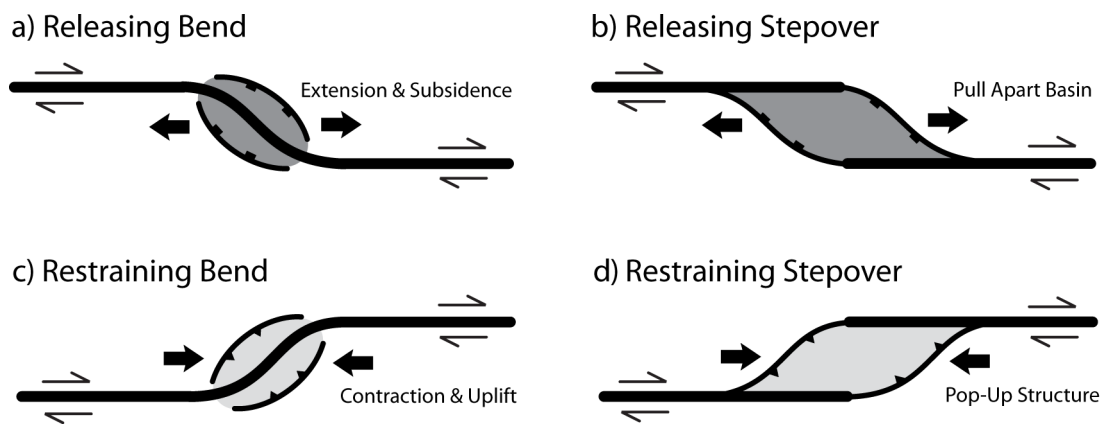 a) Releasing Bend
Extension & Subsidence
b) Releasing Stepover
Pull Apart Basin
c) Restraining Bend
Contraction & Uplift
d) Restraining Stepover
Pop-Up Structure